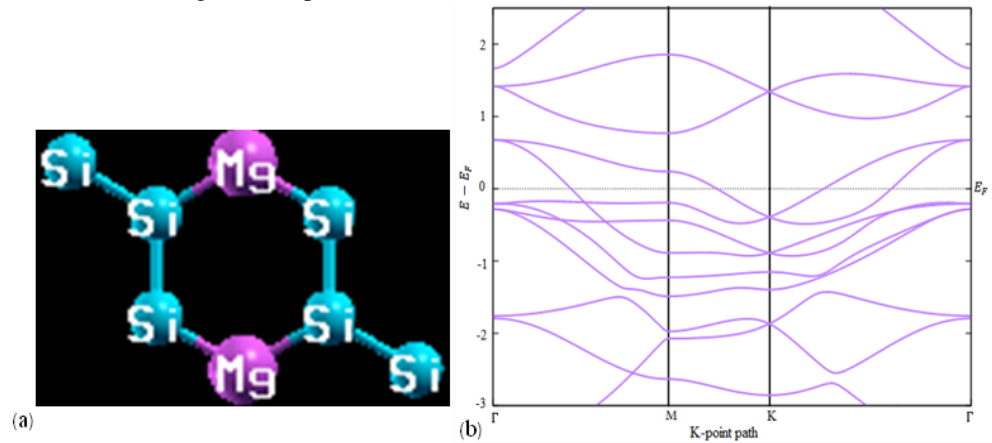 Si
Mg
Si
Si
Si
Si
Mg
Si
(a)
2
1
0
-1
-2
-3
E − E_F
E_F
Γ
M
K
Γ
K-point path
(b)